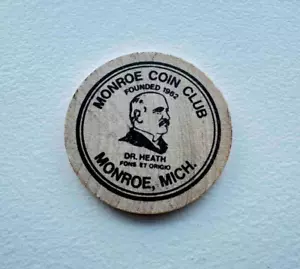 MONROE COIN CLUB
FOUNDED 1962
DR. HEATH
FONS ET ORIGIO
MONROE, MICH.